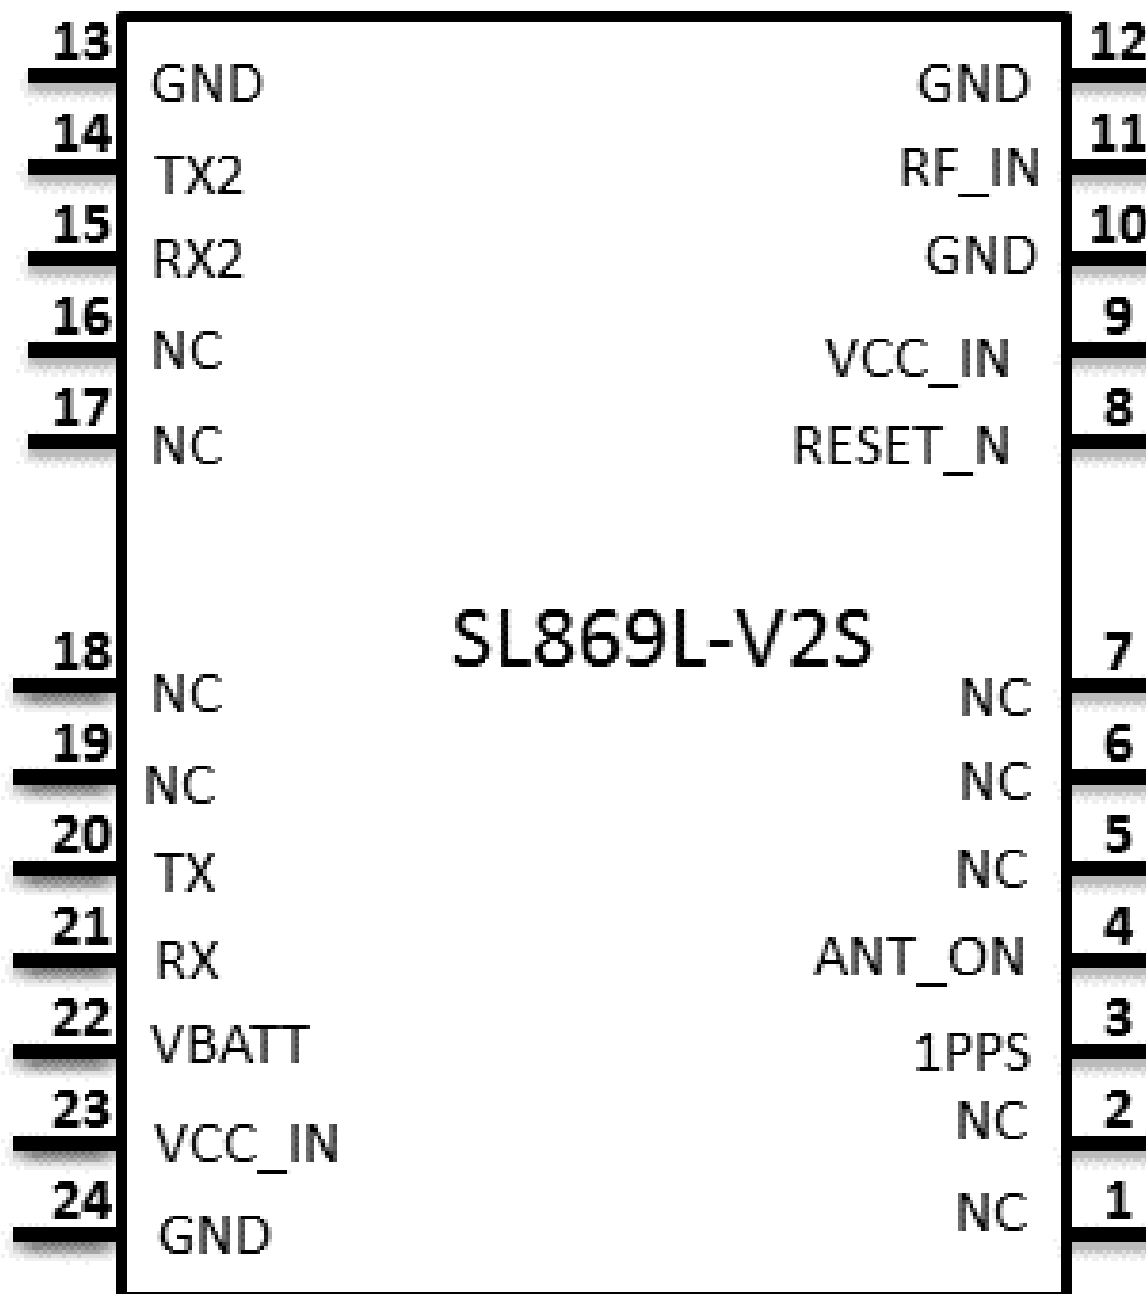 13 GND GND 12
14 TX2 RF_IN 11
15 RX2 GND 10
16 NC VCC_IN 9
17 NC RESET_N 8
SL869L-V2S
18 NC NC 7
19 NC NC 6
20 TX NC 5
21 RX ANT_ON 4
22 VBATT 1PPS 3
23 VCC_IN NC 2
24 GND NC 1